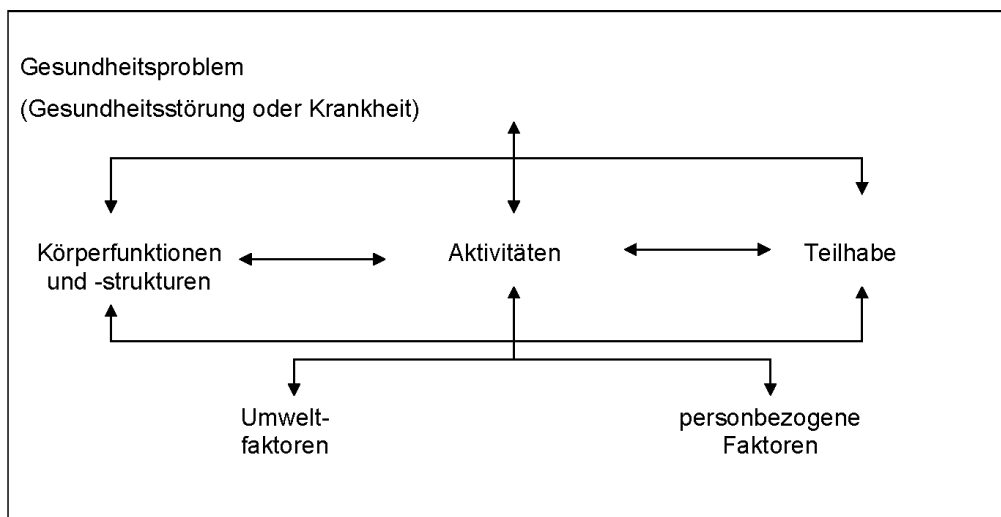 Gesundheitsproblem
(Gesundheitsstörung oder Krankheit)
Körperfunktionen
und -strukturen
Aktivitäten
Teilhabe
Umwelt-
faktoren
personbezogene
Faktoren